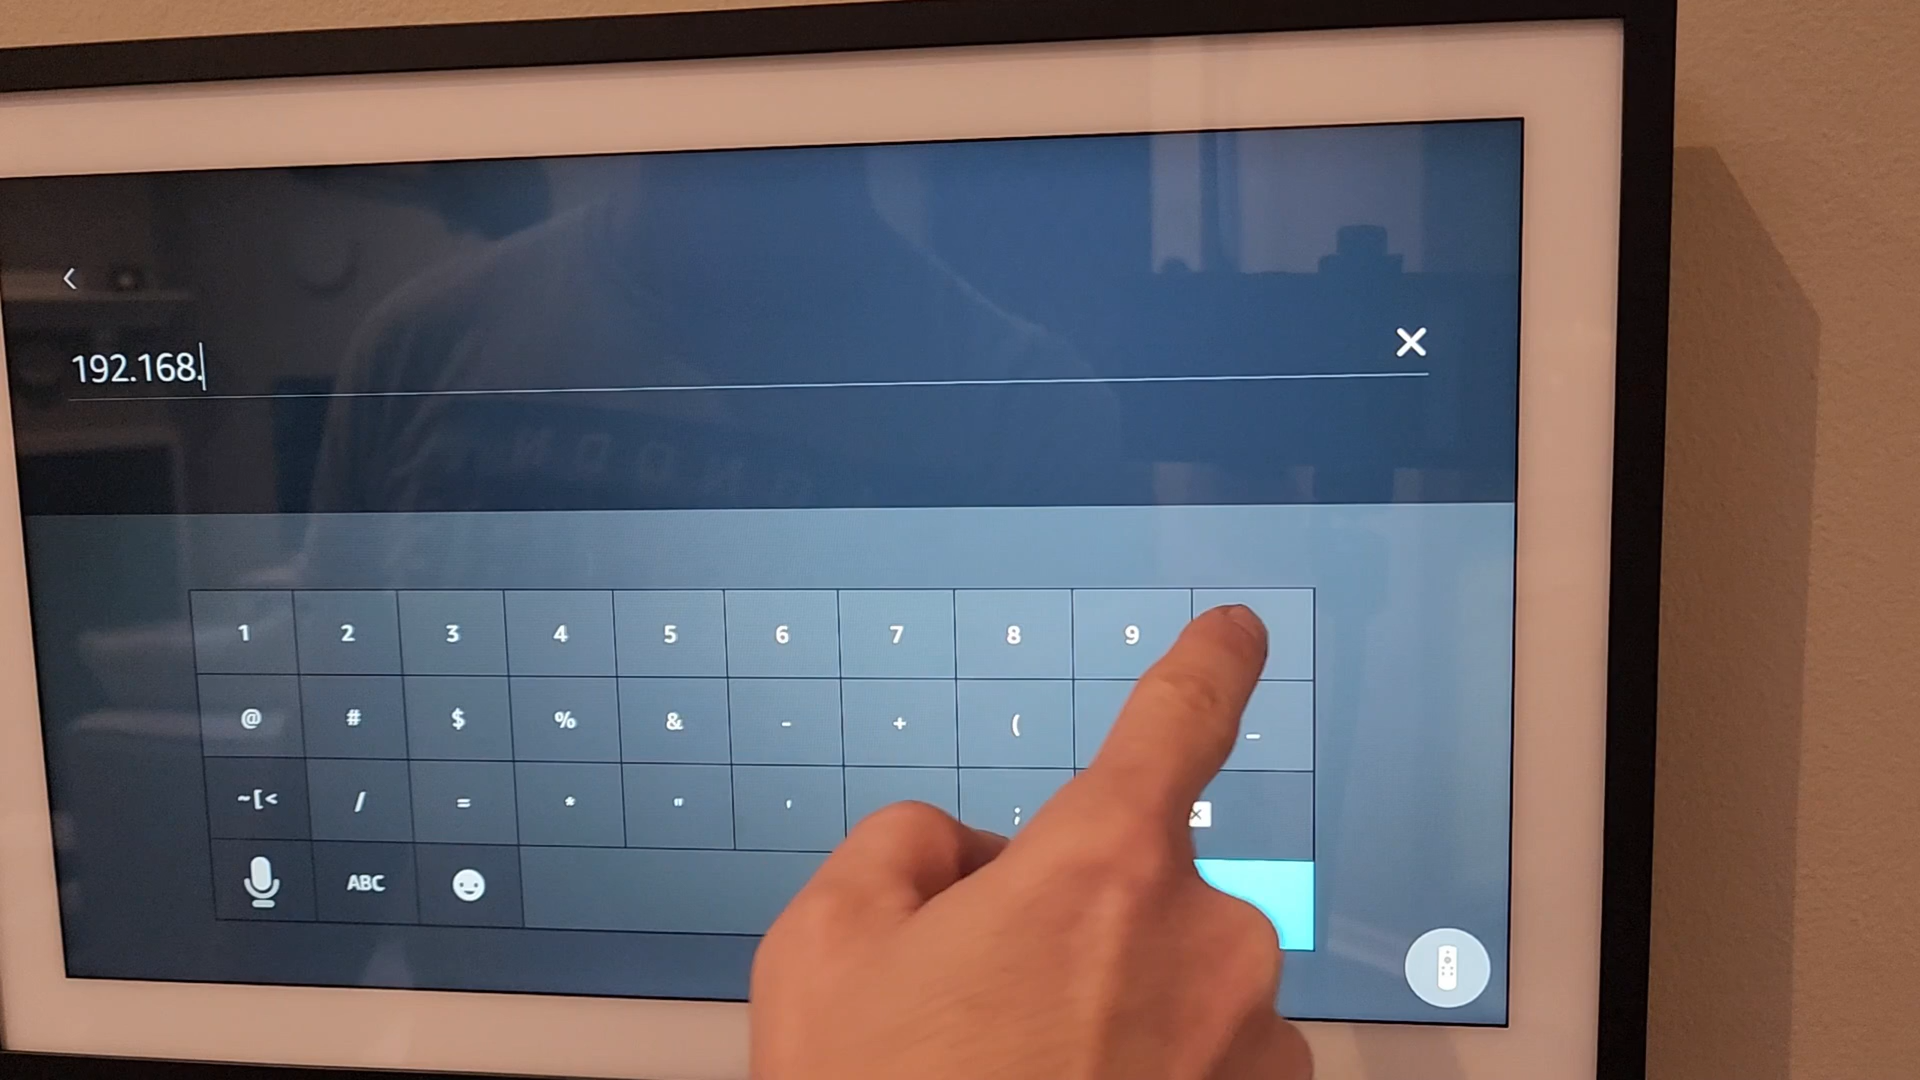 192.168.
1 2 3 4 5 6 7 8 9
@ # $ % & - + ( _
~[< / = * " ' ;
ABC